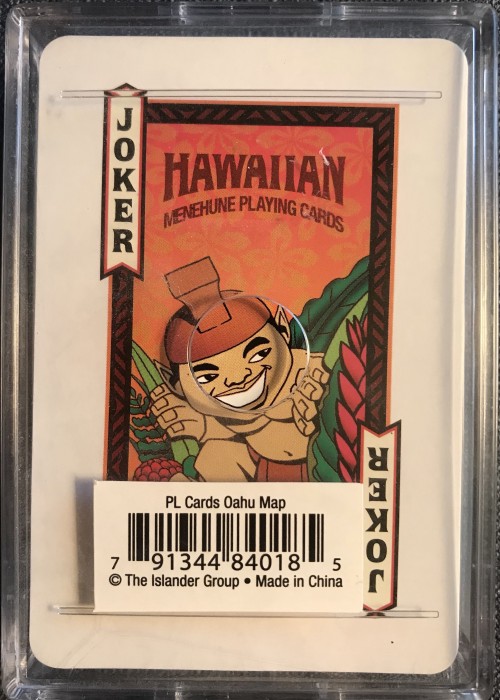 JOKER
HAWAIIAN
MENEHUNE PLAYING CARDS
JOKER
PL Cards Oahu Map
7 91344 84018 5
© The Islander Group • Made in China